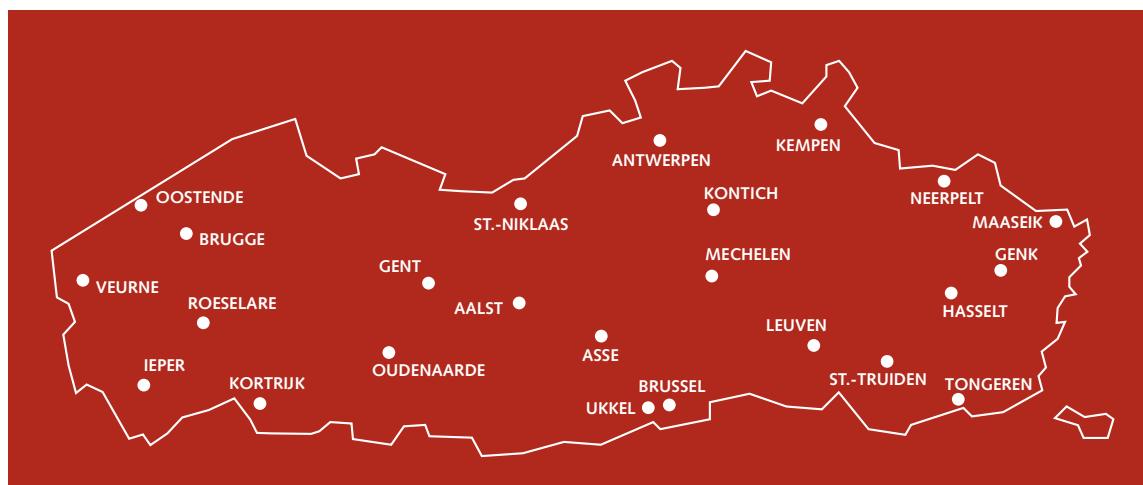 ANTWERPEN
KEMPEN
OOSTENDE
KONTICH
NEERPELT
BRUGGE
ST.-NIKLAAS
MAASEIK
VEURNE
GENT
MECHELEN
GENK
ROESELARE
AALST
HASSELT
IEPER
KORTRIJK
OUDENAARDE
ASSE
LEUVEN
ST.-TRUIDEN
BRUSSEL
UKKEL
TONGEREN